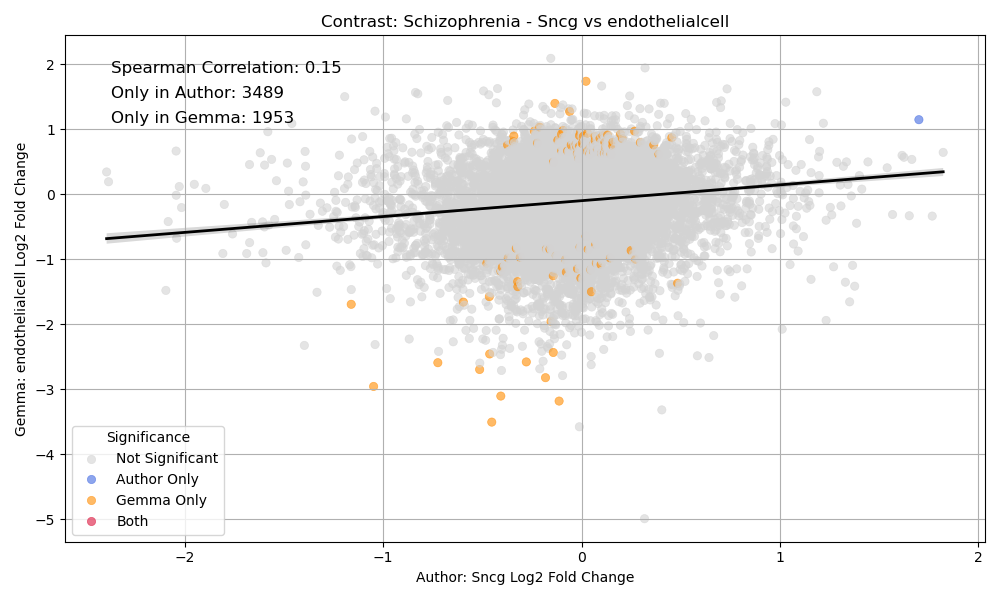 Contrast: Schizophrenia - Sncg vs endothelialcell
Spearman Correlation: 0.15
Only in Author: 3489
Only in Gemma: 1953
Gemma: endothelialcell Log2 Fold Change
2
1
0
−1
−2
−3
−4
−5
Significance
Not Significant
Author Only
Gemma Only
Both
−2
−1
0
1
2
Author: Sncg Log2 Fold Change